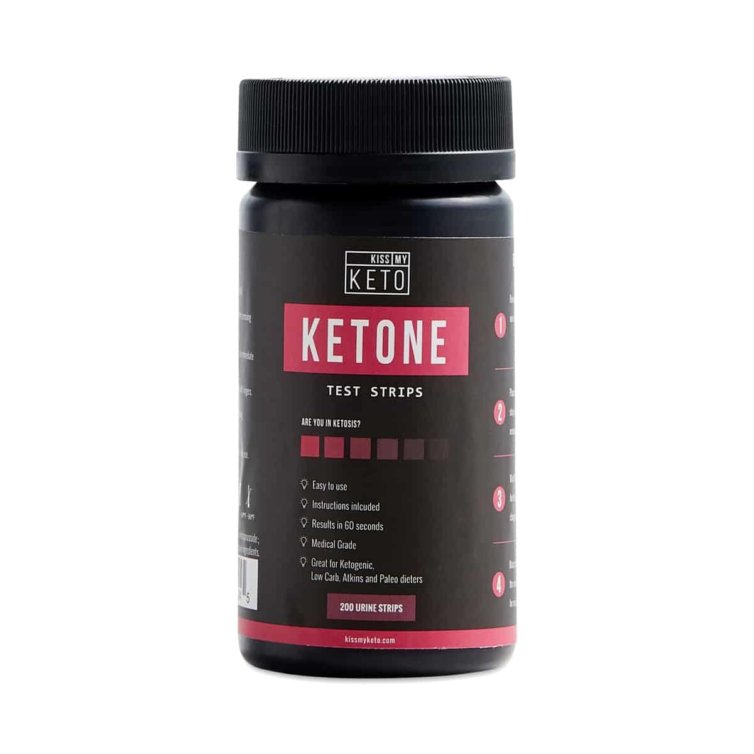 KISS MY
KETO
KETONE
TEST STRIPS
ARE YOU IN KETOSIS?
Easy to use
Instructions inlcuded
Results in 60 seconds
Medical Grade
Great for Ketogenic,
Low Carb, Atkins and Paleo dieters
200 URINE STRIPS
kissmyketo.com
1
2
3
4
5